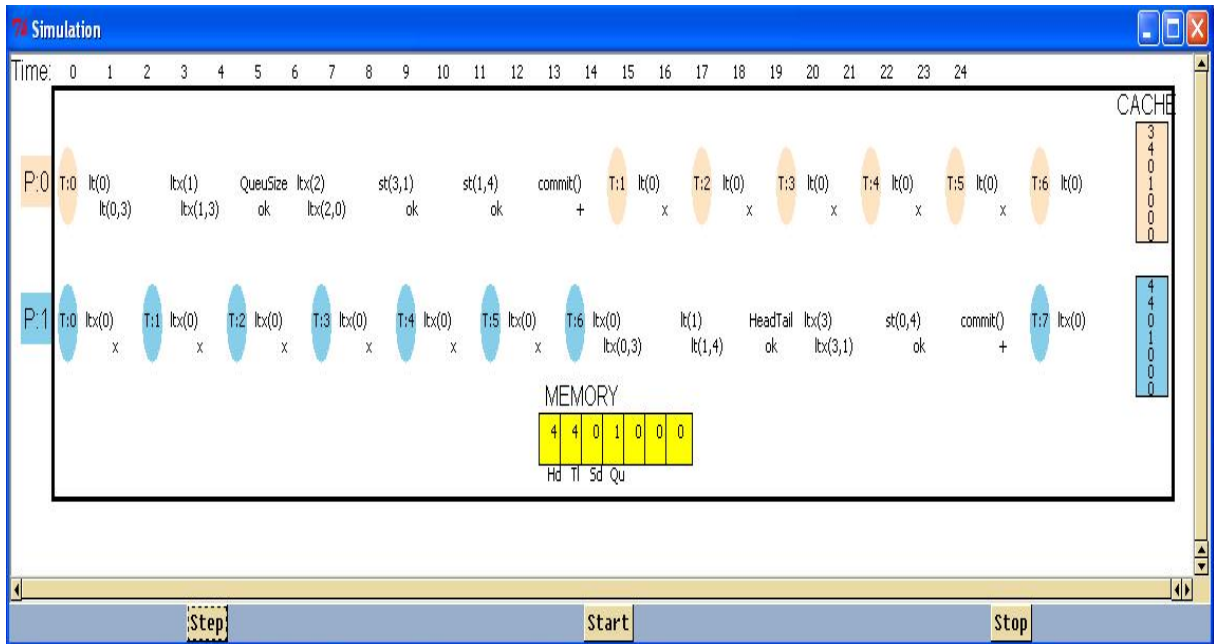 Simulation
Time: 0 1 2 3 4 5 6 7 8 9 10 11 12 13 14 15 16 17 18 19 20 21 22 23 24
CACHE
P:0 T:0 lt(0) ltx(1) QueuSize ltx(2) st(3,1) st(1,4) commit() T:1 lt(0) T:2 lt(0) T:3 lt(0) T:4 lt(0) T:5 lt(0) T:6 lt(0)
lt(0,3) ltx(1,3) ok ltx(2,0) ok ok + x x x x x
3
4
0
1
0
0
0
P:1 T:0 ltx(0) T:1 ltx(0) T:2 ltx(0) T:3 ltx(0) T:4 ltx(0) T:5 ltx(0) T:6 ltx(0) lt(1) HeadTail ltx(3) st(0,4) commit() T:7 ltx(0)
x x x x x x ltx(0,3) lt(1,4) ok ltx(3,1) ok +
4
4
0
1
0
0
0
MEMORY
4 4 0 1 0 0 0
Hd Tl Sd Qu
Step Start Stop